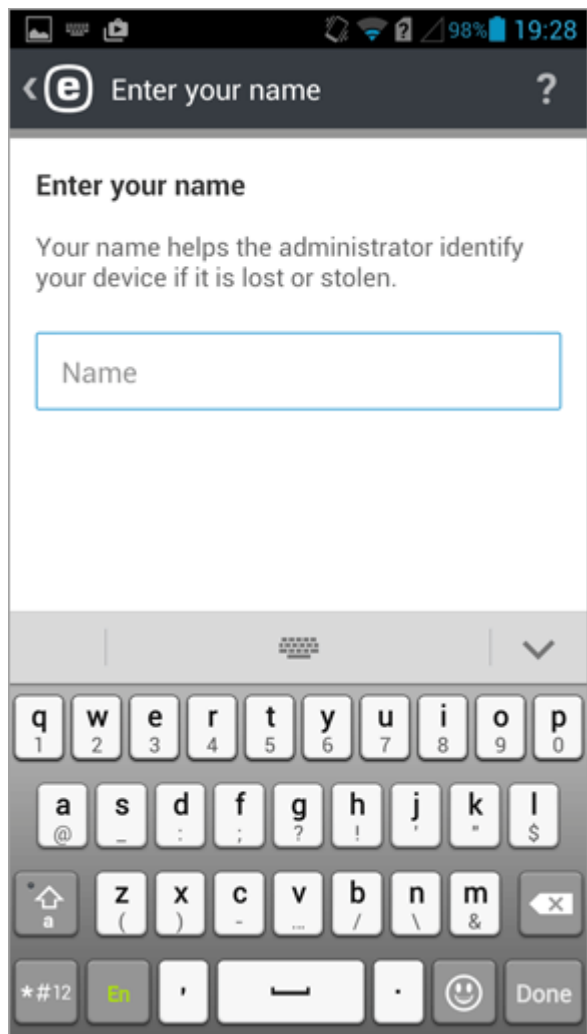 98% 19:28
e Enter your name ?
Enter your name
Your name helps the administrator identify
your device if it is lost or stolen.
Name
q w e r t y u i o p
1 2 3 4 5 6 7 8 9 0
a s d f g h j k l
@ _ : ; ? ! ' " $
a z x c v b n m
( ) - ... / \ &
*#12 En , . Done